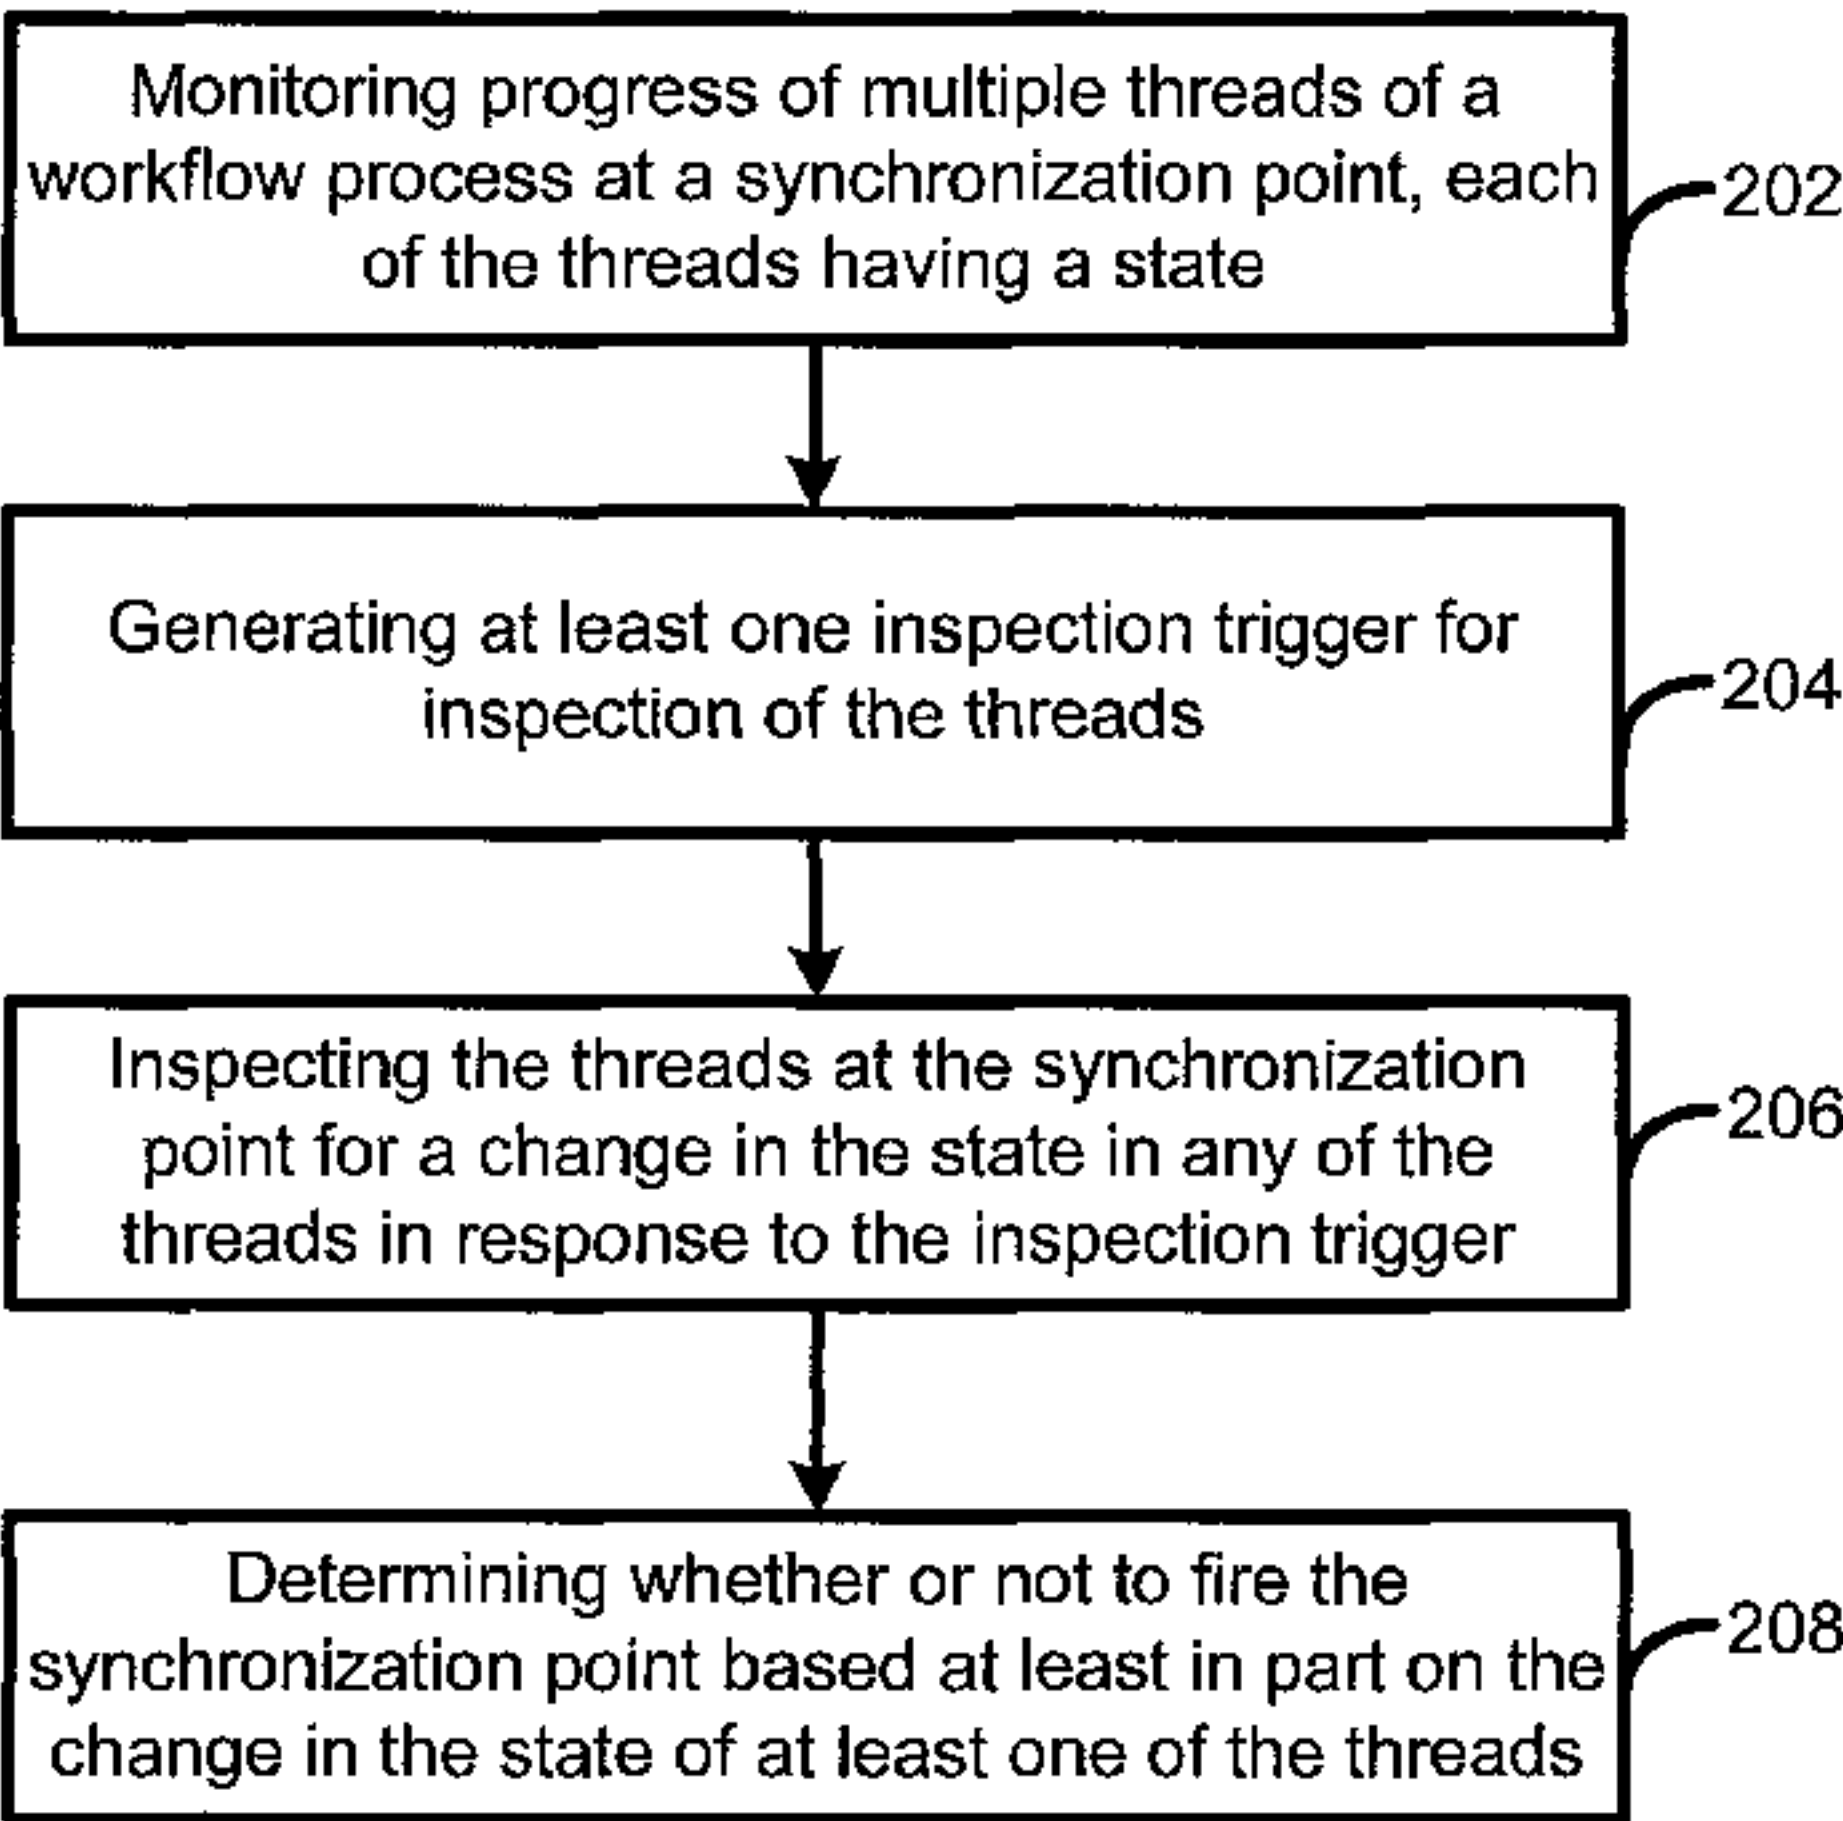 Monitoring progress of multiple threads of a
workflow process at a synchronization point, each
of the threads having a state
202
Generating at least one inspection trigger for
inspection of the threads
204
Inspecting the threads at the synchronization
point for a change in the state in any of the
threads in response to the inspection trigger
206
Determining whether or not to fire the
synchronization point based at least in part on the
change in the state of at least one of the threads
208